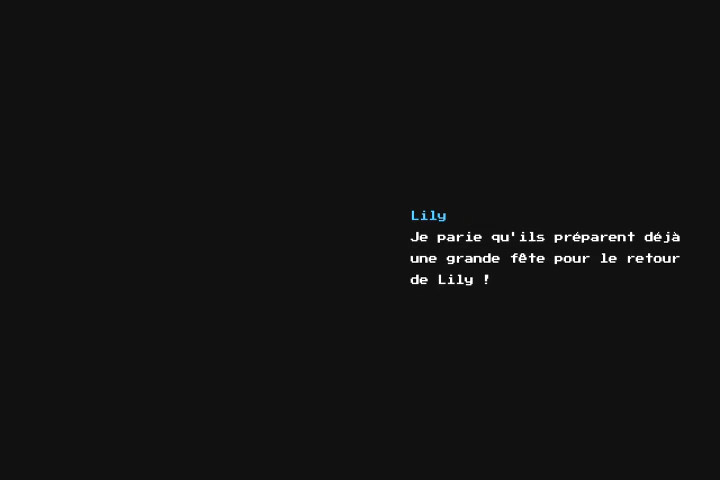 Lily
Je parie qu'ils préparent déjà
une grande fête pour le retour
de Lily !